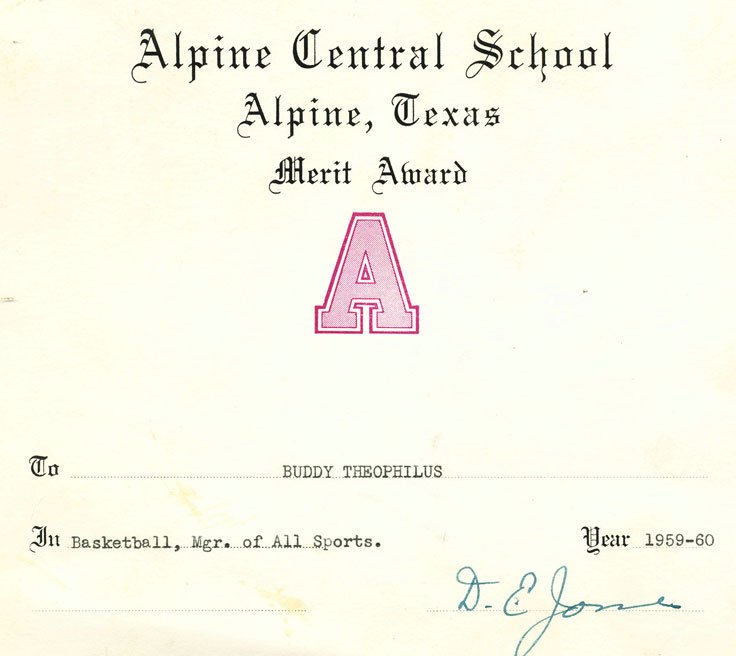 Alpine Central School
Alpine, Texas
Merit Award
A
To BUDDY THEOPHILUS
In Basketball, Mgr. of All Sports. Year 1959-60
D. E. Jones